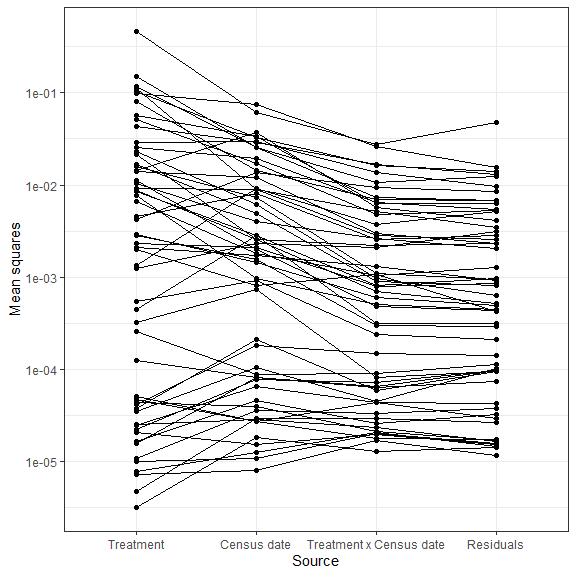 1e-01
1e-02
1e-03
1e-04
1e-05
Mean squares
Treatment
Census date
Treatment x Census date
Residuals
Source